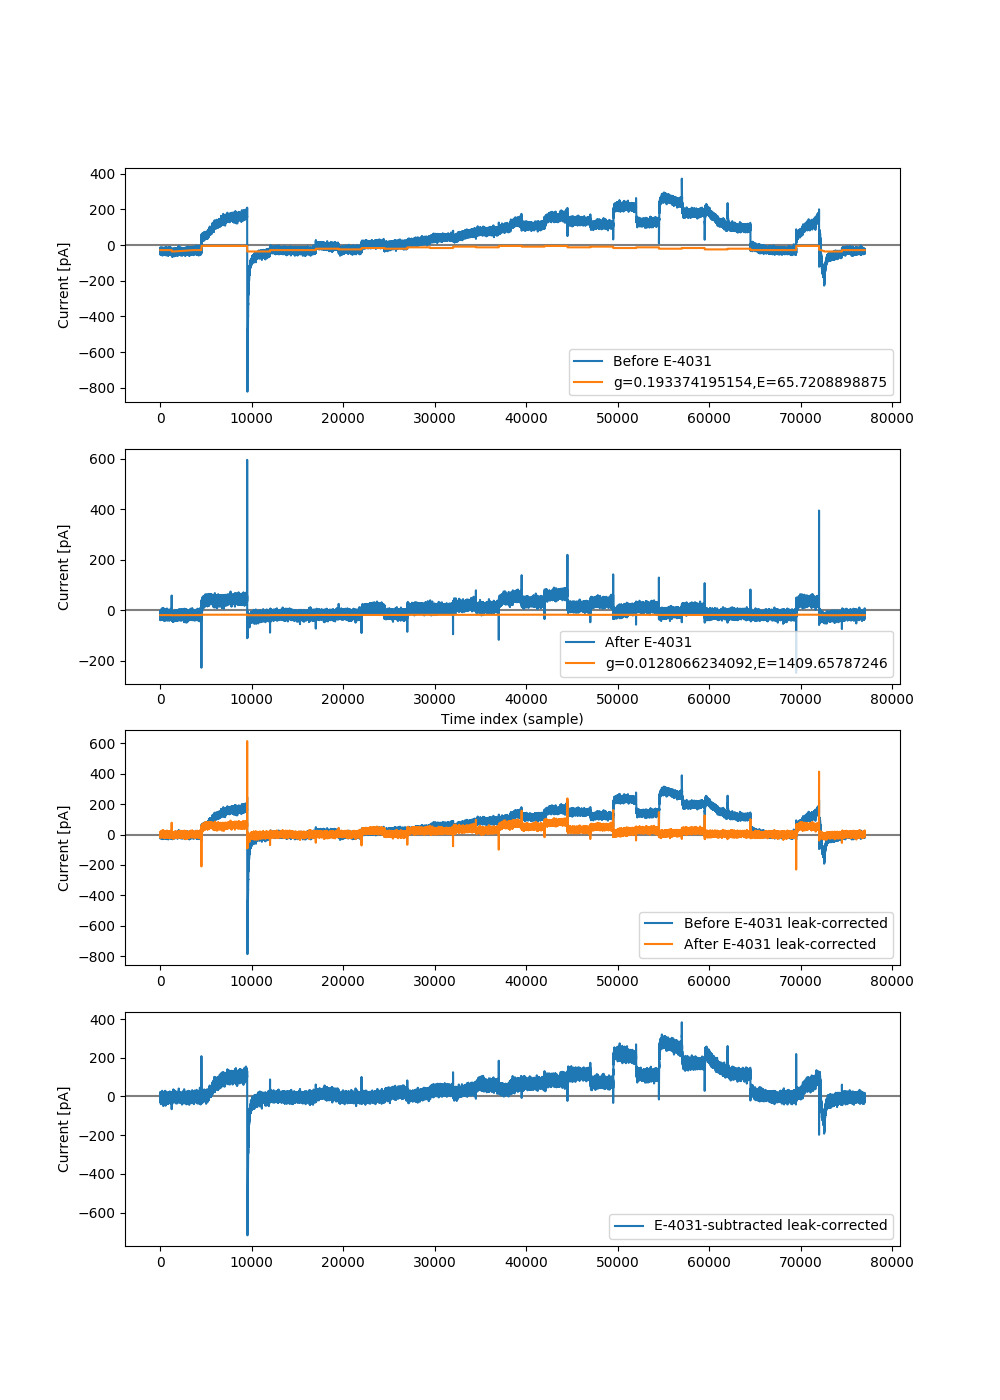 400
200
0
−200
−400
−600
−800
Current [pA]
Before E-4031
g=0.193374195154,E=65.7208898875
0 10000 20000 30000 40000 50000 60000 70000 80000
600
400
200
0
−200
Current [pA]
After E-4031
g=0.0128066234092,E=1409.65787246
0 10000 20000 30000 40000 50000 60000 70000 80000
Time index (sample)
600
400
200
0
−200
−400
−600
−800
Current [pA]
Before E-4031 leak-corrected
After E-4031 leak-corrected
0 10000 20000 30000 40000 50000 60000 70000 80000
400
200
0
−200
−400
−600
Current [pA]
E-4031-subtracted leak-corrected
0 10000 20000 30000 40000 50000 60000 70000 80000